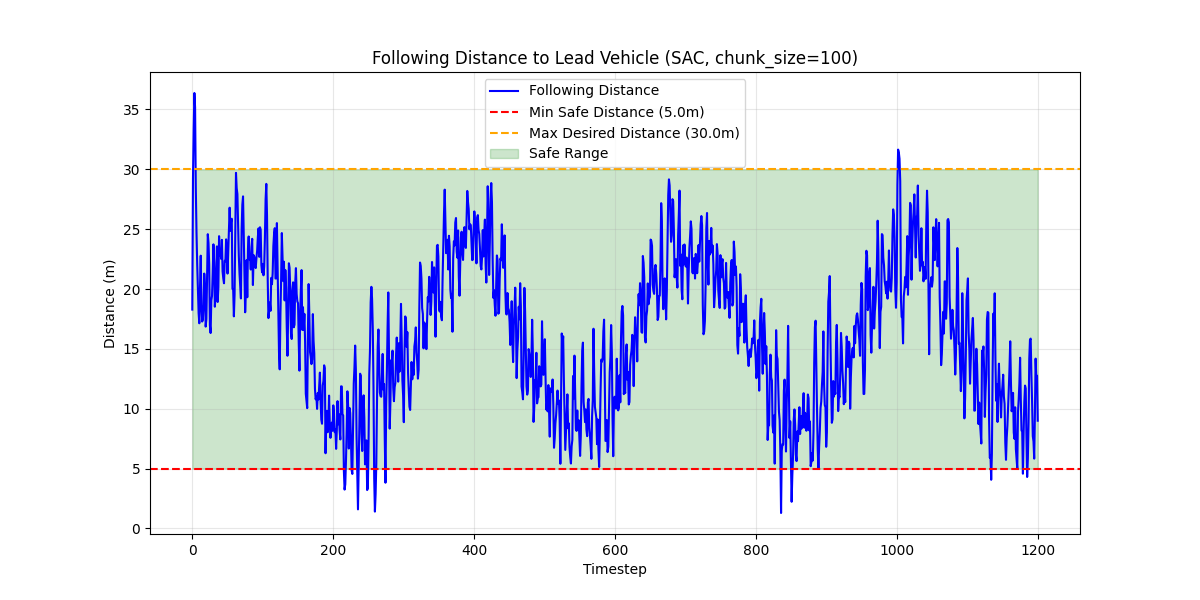 Following Distance to Lead Vehicle (SAC, chunk_size=100)
Following Distance
Min Safe Distance (5.0m)
Max Desired Distance (30.0m)
Safe Range
Distance (m)
35
30
25
20
15
10
5
0
0 200 400 600 800 1000 1200
Timestep